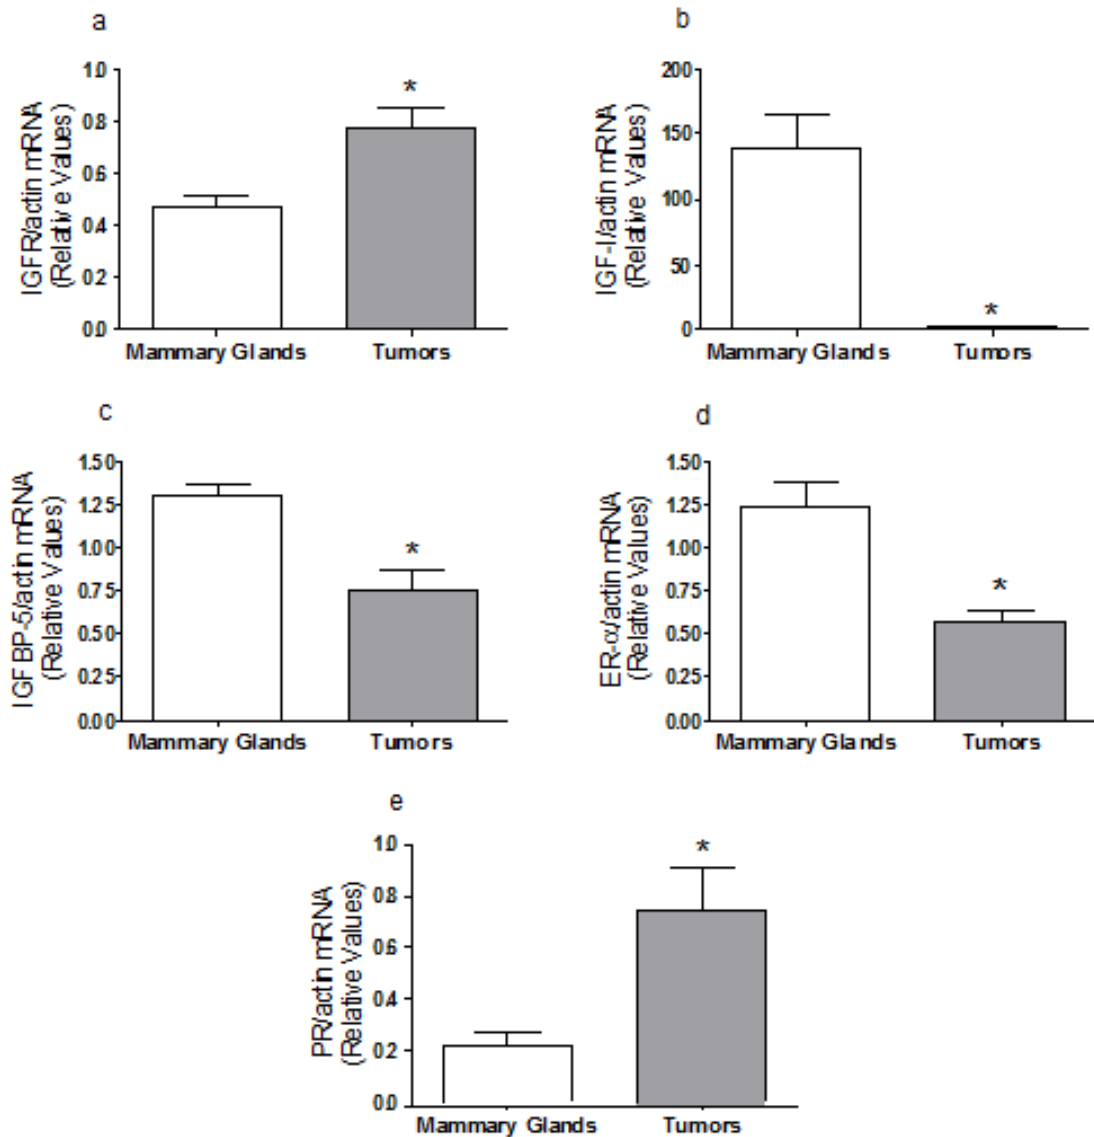 a
IGFR/actin mRNA
(Relative Values)
1.0
0.8
0.6
0.4
0.2
0.0
*
Mammary Glands
Tumors
b
IGF-I/actin mRNA
(Relative Values)
200
150
100
50
0
*
Mammary Glands
Tumors
c
IGFBP-5/actin mRNA
(Relative Values)
1.50
1.25
1.00
0.75
0.50
0.25
0.00
*
Mammary Glands
Tumors
d
ER-α/actin mRNA
(Relative Values)
1.50
1.25
1.00
0.75
0.50
0.25
0.00
*
Mammary Glands
Tumors
e
PR/actin mRNA
(Relative Values)
1.0
0.8
0.6
0.4
0.2
0.0
*
Mammary Glands
Tumors